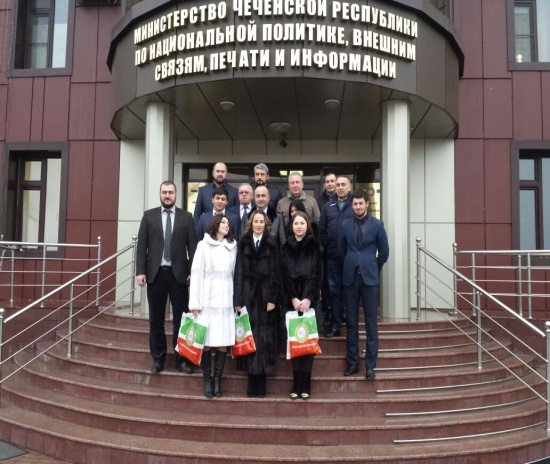 МИНИСТЕРСТВО ЧЕЧЕНСКОЙ РЕСПУБЛИКИ
ПО НАЦИОНАЛЬНОЙ ПОЛИТИКЕ, ВНЕШНИМ
СВЯЗЯМ, ПЕЧАТИ И ИНФОРМАЦИИ